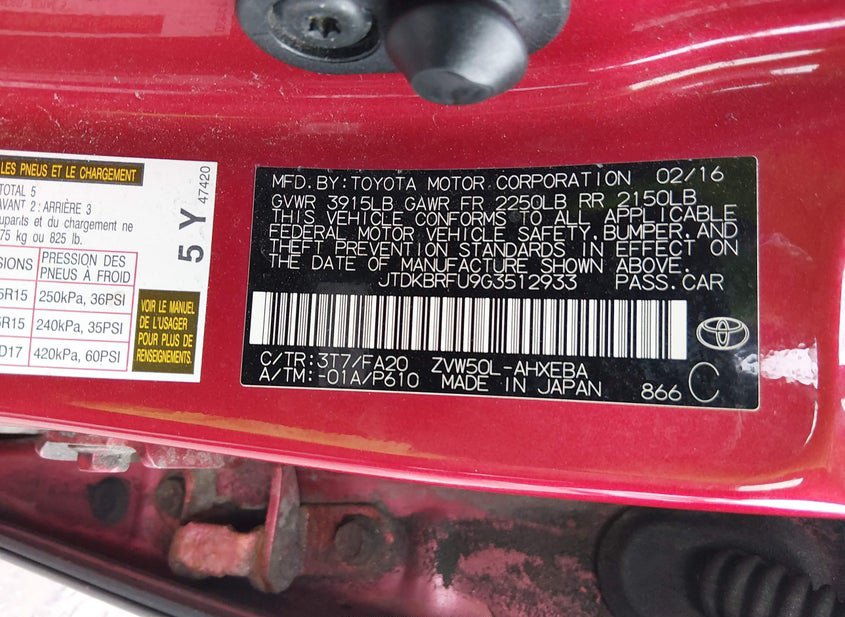 LES PNEUS ET LE CHARGEMENT
TOTAL 5
AVANT 2: ARRIÈRE 3
du chargement ne
75 kg ou 825 lb.
PRESSION DES
PNEUS À FROID
5R15 250kPa, 36PSI
5R15 240kPa, 35PSI
D17 420kPa, 60PSI
5 Y
47420
VOIR LE MANUEL
DE L'USAGER
POUR PLUS DE
RENSEIGNEMENTS.
MFD. BY: TOYOTA MOTOR CORPORATION 02/16
GVWR 3915LB GAWR FR 2250LB RR 2150LB
THIS VEHICLE CONFORMS TO ALL APPLICABLE
FEDERAL MOTOR VEHICLE SAFETY, BUMPER, AND
THEFT PREVENTION STANDARDS IN EFFECT ON
THE DATE OF MANUFACTURE SHOWN ABOVE.
JTDKBRFU9G3512933 PASS. CAR
C/TR: 3T7/FA20 ZVW50L-AHXEBA
A/TM: -01A/P610 MADE IN JAPAN 866 C